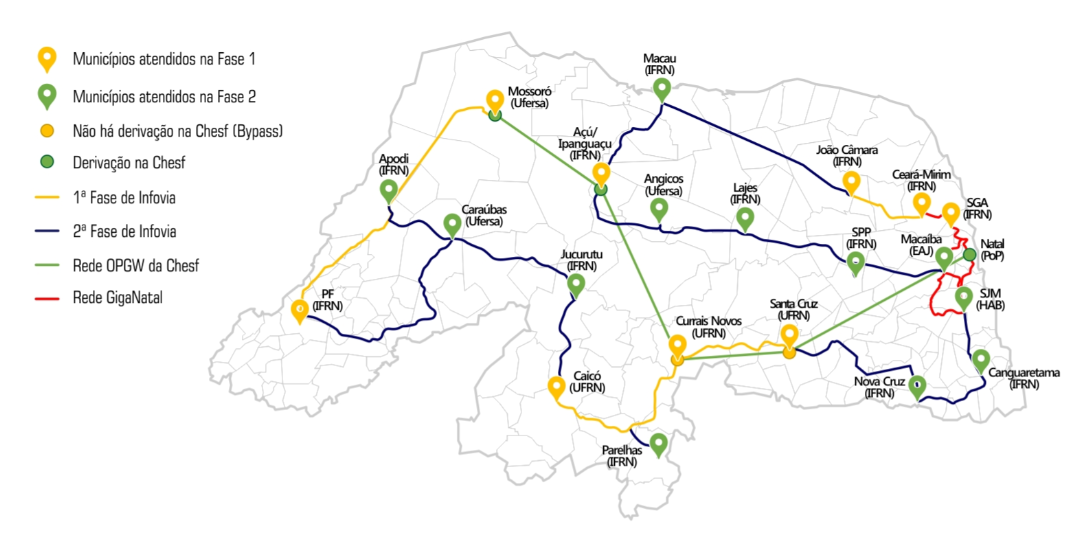 Municípios atendidos na Fase 1
Municípios atendidos na Fase 2
Não há derivação na Chesf (Bypass)
Derivação na Chesf
1ª Fase de Infovia
2ª Fase de Infovia
Rede OPGW da Chesf
Rede GigaNatal
Macau
(IFRN)
Mossoró
(Ufersa)
Açú/
Ipanguaçu
(IFRN)
João Câmara
(IFRN)
Apodi
(IFRN)
Angicos
(Ufersa)
Lajes
(IFRN)
Ceará-Mirim
(IFRN)
SGA
(IFRN)
Caraúbas
(Ufersa)
SPP
(IFRN)
Macaíba
(EAJ)
Natal
(PoP)
Jucurutu
(IFRN)
PF
(IFRN)
SJM
(HAB)
Santa Cruz
(UFRN)
Currais Novos
(UFRN)
Caicó
(UFRN)
Nova Cruz
(IFRN)
Canguaretama
(IFRN)
Parelhas
(IFRN)